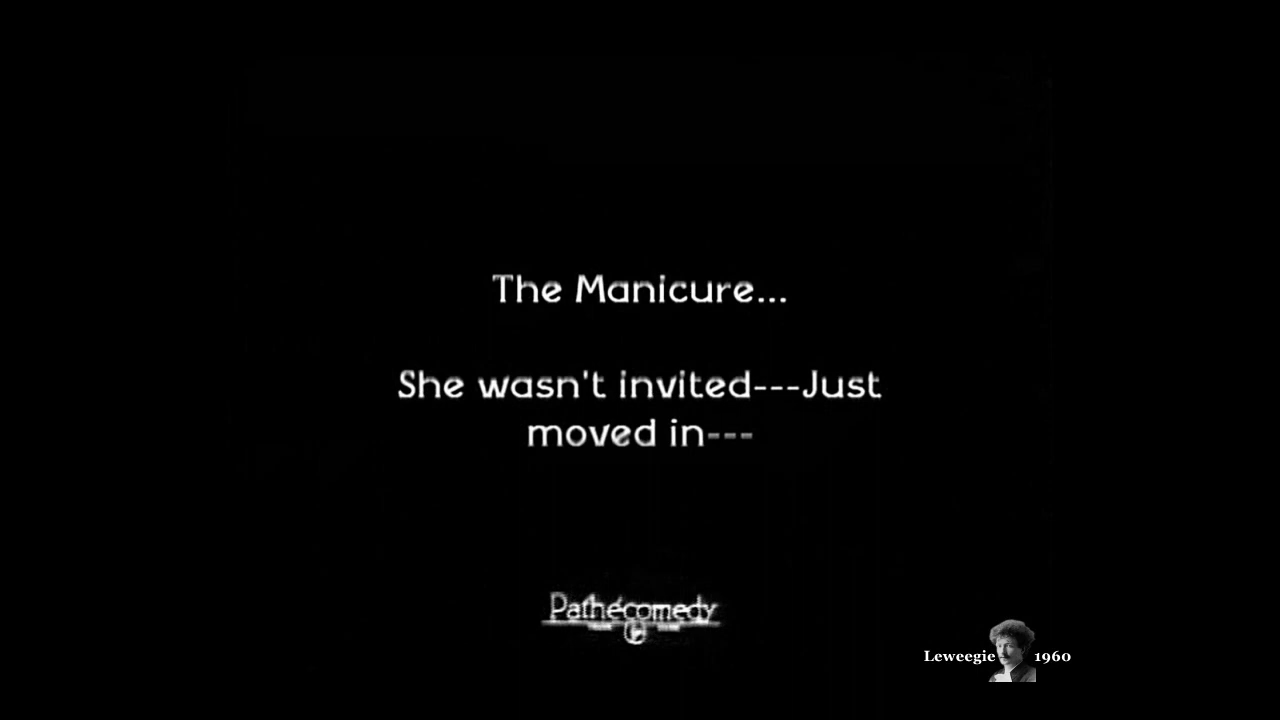 The Manicure...
She wasn't invited---Just
moved in---
Pathécomedy
Leweegie 1960